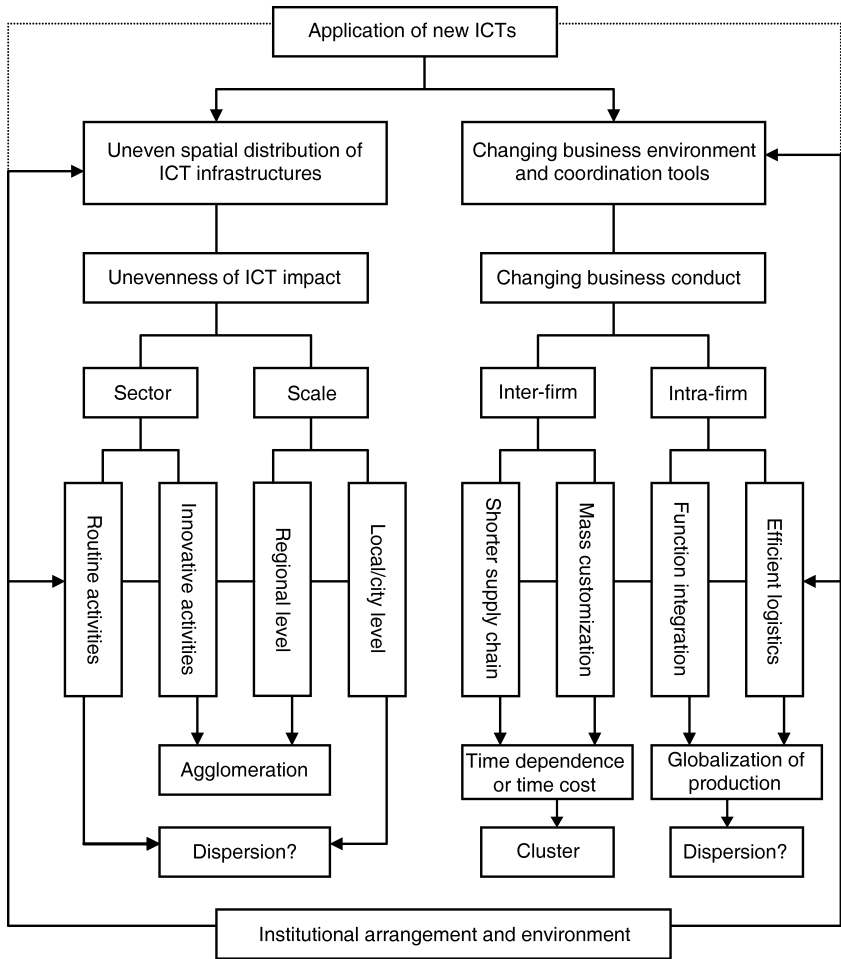 Application of new ICTs
Uneven spatial distribution of
ICT infrastructures
Changing business environment
and coordination tools
Unevenness of ICT impact
Changing business conduct
Sector
Scale
Inter-firm
Intra-firm
Routine activities
Innovative activities
Regional level
Local/city level
Shorter supply chain
Mass customization
Function integration
Efficient logistics
Agglomeration
Time dependence
or time cost
Globalization of
production
Dispersion?
Cluster
Dispersion?
Institutional arrangement and environment